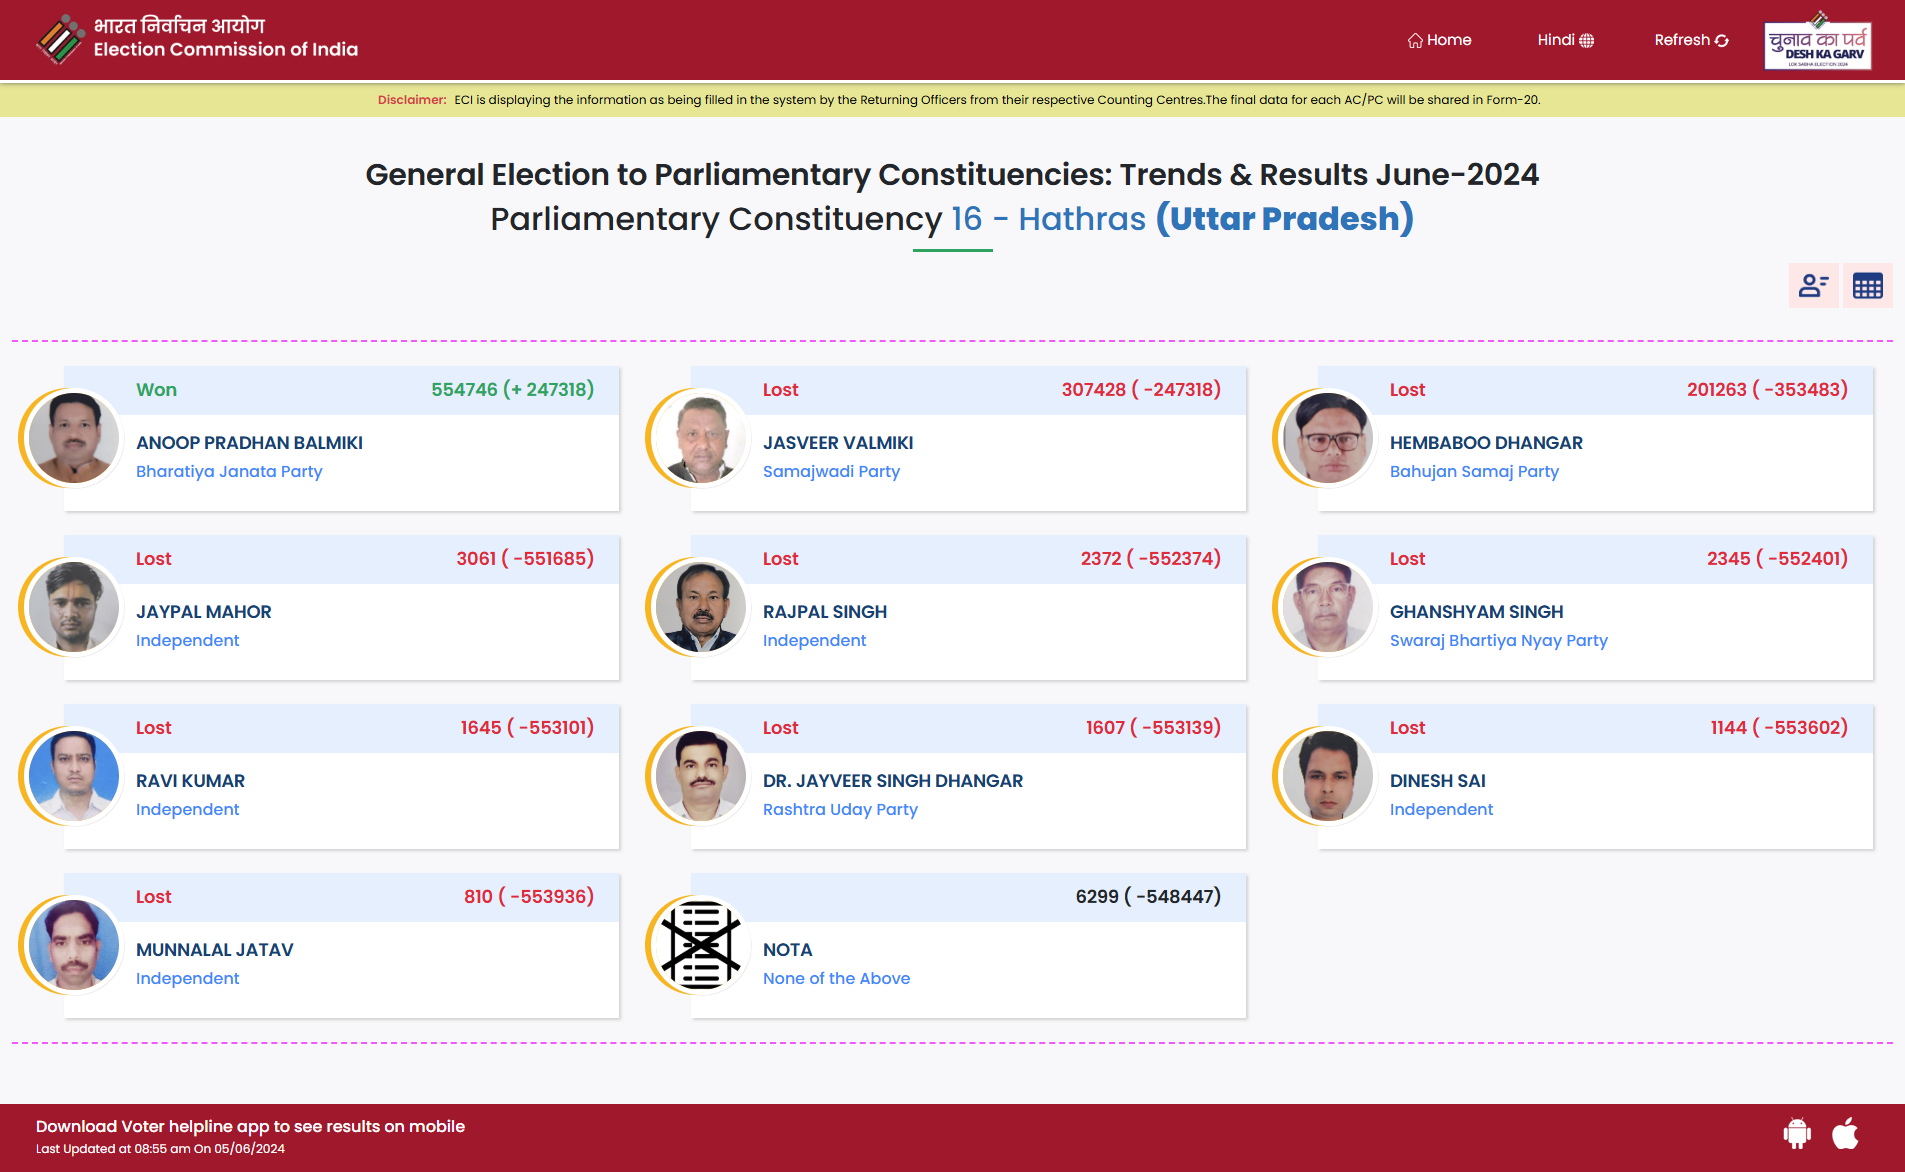 भारत निर्वाचन आयोग
Election Commission of India
Home
Hindi
Refresh
चुनाव का पर्व
DESH KA GARV
LOK SABHA ELECTION 2024
Disclaimer: ECI is displaying the information as being filled in the system by the Returning Officers from their respective Counting Centres.The final data for each AC/PC will be shared in Form-20.
General Election to Parliamentary Constituencies: Trends & Results June-2024
Parliamentary Constituency 16 - Hathras (Uttar Pradesh)
Won 554746 (+ 247318)
ANOOP PRADHAN BALMIKI
Bharatiya Janata Party
Lost 307428 ( -247318)
JASVEER VALMIKI
Samajwadi Party
Lost 201263 ( -353483)
HEMBABOO DHANGAR
Bahujan Samaj Party
Lost 3061 ( -551685)
JAYPAL MAHOR
Independent
Lost 2372 ( -552374)
RAJPAL SINGH
Independent
Lost 2345 ( -552401)
GHANSHYAM SINGH
Swaraj Bhartiya Nyay Party
Lost 1645 ( -553101)
RAVI KUMAR
Independent
Lost 1607 ( -553139)
DR. JAYVEER SINGH DHANGAR
Rashtra Uday Party
Lost 1144 ( -553602)
DINESH SAI
Independent
Lost 810 ( -553936)
MUNNALAL JATAV
Independent
6299 ( -548447)
NOTA
None of the Above
Download Voter helpline app to see results on mobile
Last Updated at 08:55 am On 05/06/2024